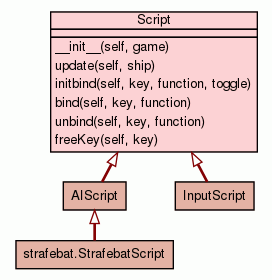 Script
__init__(self, game)
update(self, ship)
initbind(self, key, function, toggle)
bind(self, key, function)
unbind(self, key, function)
freeKey(self, key)
AIScript
InputScript
strafebat.StrafebatScript